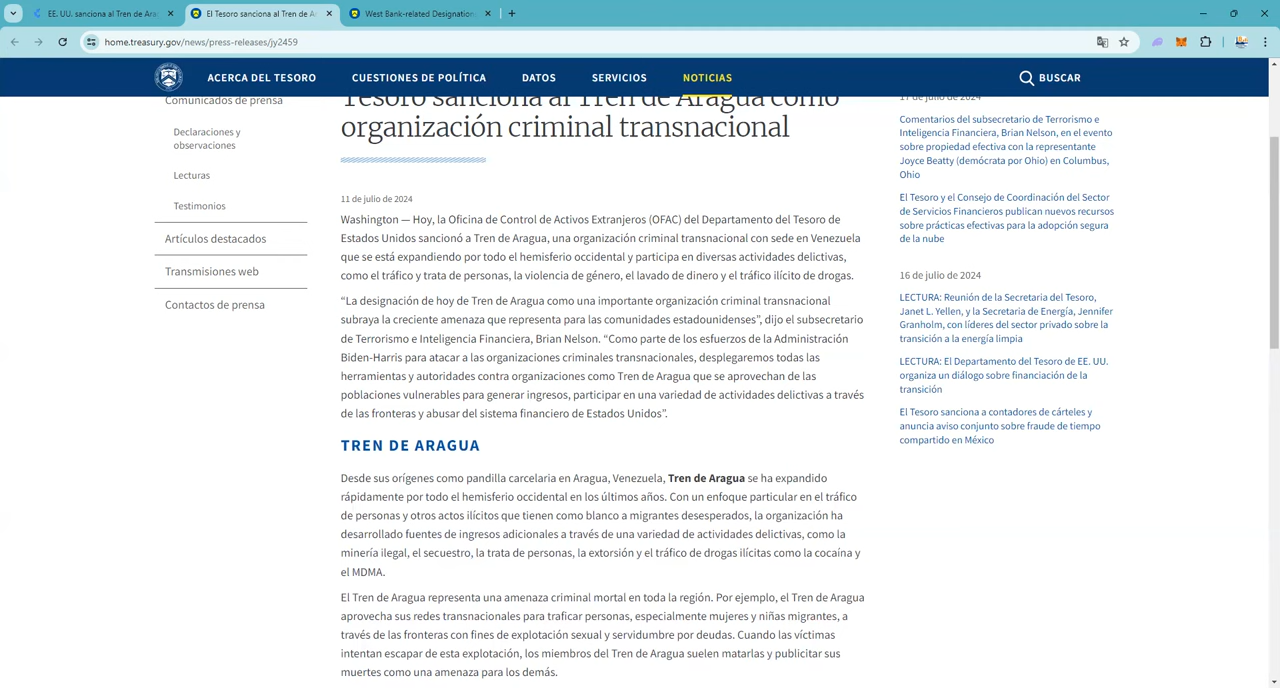 EE. UU. sanciona al Tren de Ara
El Tesoro sanciona al Tren de A
West Bank-related Designation
home.treasury.gov/news/press-releases/jy2459
ACERCA DEL TESORO
CUESTIONES DE POLÍTICA
DATOS
SERVICIOS
NOTICIAS
BUSCAR
Comunicados de prensa
Declaraciones y
observaciones
Lecturas
Testimonios
Artículos destacados
Transmisiones web
Contactos de prensa
Tesoro sanciona al Tren de Aragua como
organización criminal transnacional
11 de julio de 2024
Washington — Hoy, la Oficina de Control de Activos Extranjeros (OFAC) del Departamento del Tesoro de
Estados Unidos sancionó a Tren de Aragua, una organización criminal transnacional con sede en Venezuela
que se está expandiendo por todo el hemisferio occidental y participa en diversas actividades delictivas,
como el tráfico y trata de personas, la violencia de género, el lavado de dinero y el tráfico ilícito de drogas.
“La designación de hoy de Tren de Aragua como una importante organización criminal transnacional
subraya la creciente amenaza que representa para las comunidades estadounidenses”, dijo el subsecretario
de Terrorismo e Inteligencia Financiera, Brian Nelson. “Como parte de los esfuerzos de la Administración
Biden-Harris para atacar a las organizaciones criminales transnacionales, desplegaremos todas las
herramientas y autoridades contra organizaciones como Tren de Aragua que se aprovechan de las
poblaciones vulnerables para generar ingresos, participar en una variedad de actividades delictivas a través
de las fronteras y abusar del sistema financiero de Estados Unidos”.
TREN DE ARAGUA
Desde sus orígenes como pandilla carcelaria en Aragua, Venezuela, Tren de Aragua se ha expandido
rápidamente por todo el hemisferio occidental en los últimos años. Con un enfoque particular en el tráfico
de personas y otros actos ilícitos que tienen como blanco a migrantes desesperados, la organización ha
desarrollado fuentes de ingresos adicionales a través de una variedad de actividades delictivas, como la
minería ilegal, el secuestro, la trata de personas, la extorsión y el tráfico de drogas ilícitas como la cocaína y
el MDMA.
El Tren de Aragua representa una amenaza criminal mortal en toda la región. Por ejemplo, el Tren de Aragua
aprovecha sus redes transnacionales para traficar personas, especialmente mujeres y niñas migrantes, a
través de las fronteras con fines de explotación sexual y servidumbre por deudas. Cuando las víctimas
intentan escapar de esta explotación, los miembros del Tren de Aragua suelen matarlas y publicitar sus
muertes como una amenaza para los demás.
17 de julio de 2024
Comentarios del subsecretario de Terrorismo e
Inteligencia Financiera, Brian Nelson, en el evento
sobre propiedad efectiva con la representante
Joyce Beatty (demócrata por Ohio) en Columbus,
Ohio
El Tesoro y el Consejo de Coordinación del Sector
de Servicios Financieros publican nuevos recursos
sobre prácticas efectivas para la adopción segura
de la nube
16 de julio de 2024
LECTURA: Reunión de la Secretaria del Tesoro,
Janet L. Yellen, y la Secretaria de Energía, Jennifer
Granholm, con líderes del sector privado sobre la
transición a la energía limpia
LECTURA: El Departamento del Tesoro de EE. UU.
organiza un diálogo sobre financiación de la
transición
El Tesoro sanciona a contadores de cárteles y
anuncia aviso conjunto sobre fraude de tiempo
compartido en México